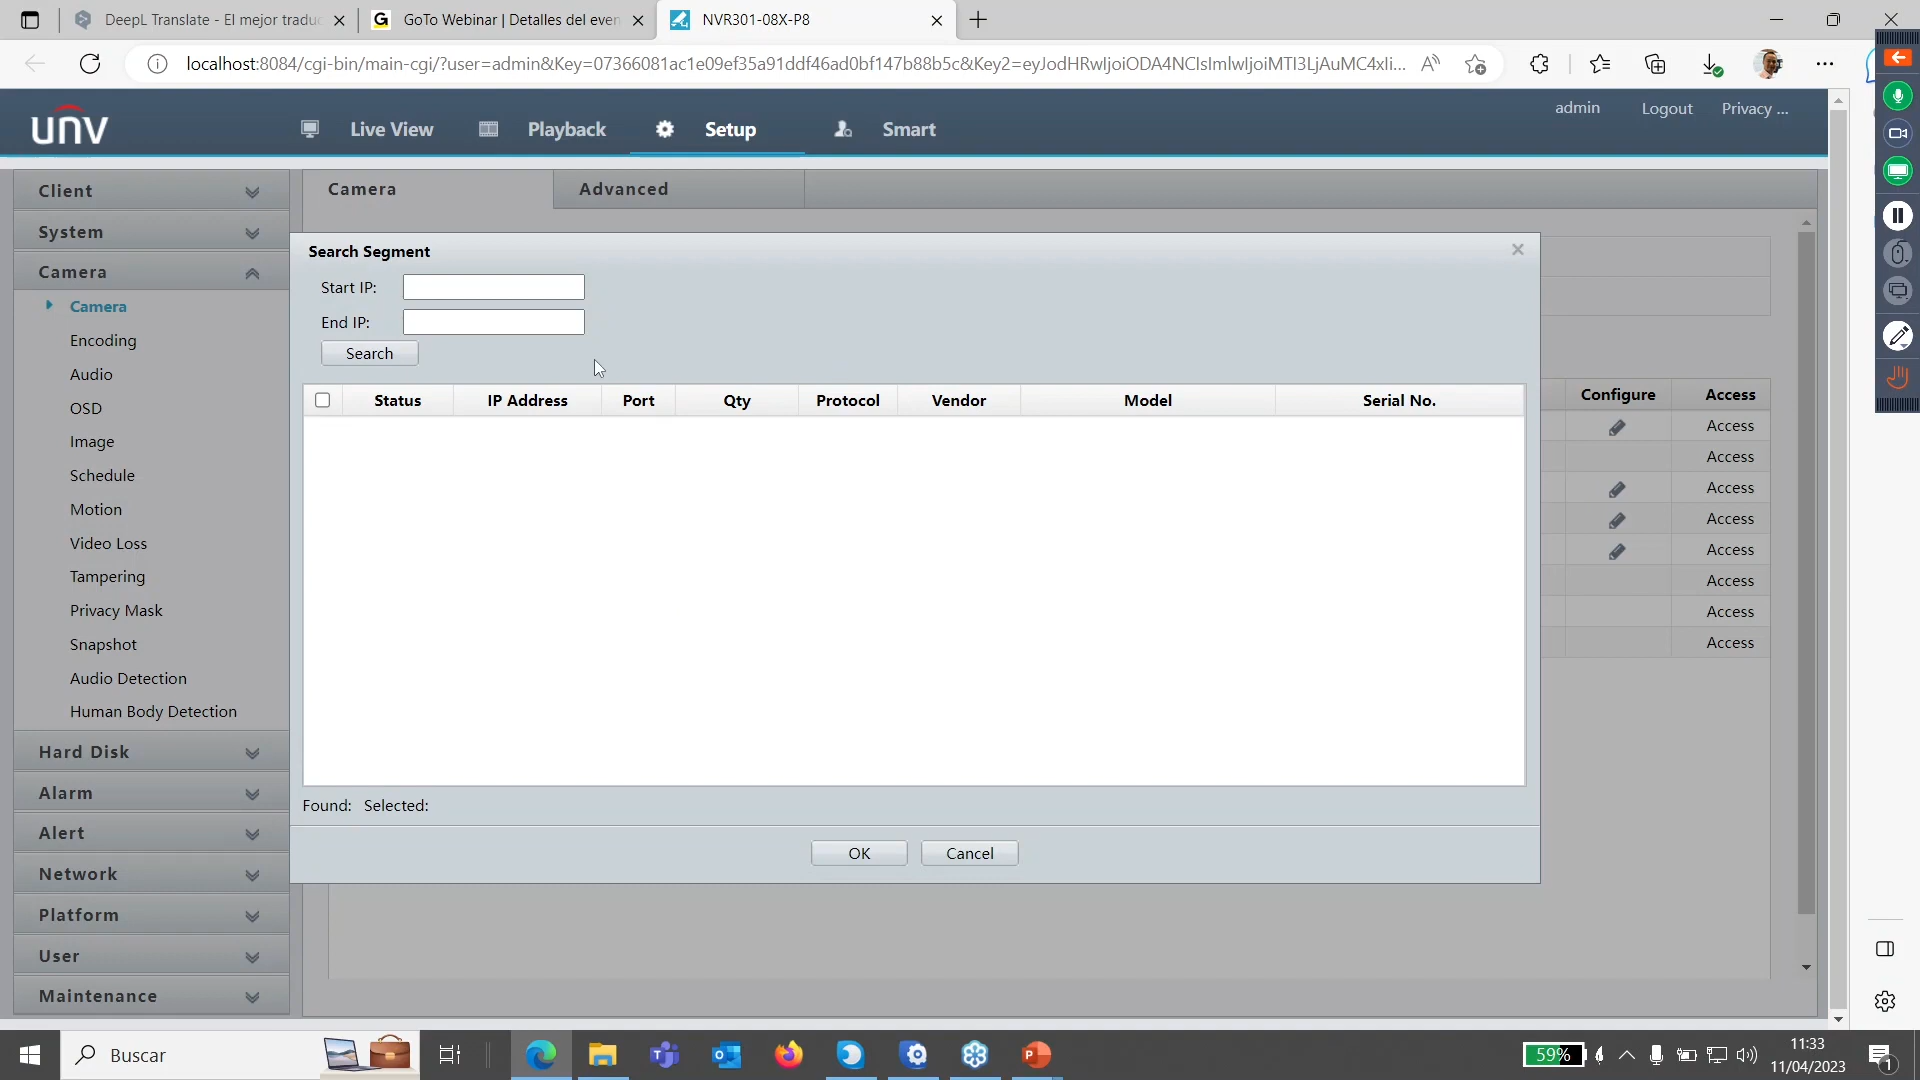 DeepL Translate - El mejor traduc
GoTo Webinar | Detalles del even
NVR301-08X-P8
localhost:8084/cgi-bin/main-cgi/?user=admin&Key=07366081ac1e09ef35a91ddf46ad0bf147b88b5c&Key2=eyJodHRwIjoiODA4NCIsImlwIjoiMTI3LjAuMC4xIi...
unv
Live View
Playback
Setup
Smart
admin
Logout
Privacy ...
Client
System
Camera
Camera
Encoding
Audio
OSD
Image
Schedule
Motion
Video Loss
Tampering
Privacy Mask
Snapshot
Audio Detection
Human Body Detection
Hard Disk
Alarm
Alert
Network
Platform
User
Maintenance
Camera
Advanced
Search Segment
Start IP:
End IP:
Search
Status IP Address Port Qty Protocol Vendor Model Serial No.
Found: Selected:
OK
Cancel
Configure Access
Access
Access
Access
Access
Access
Access
Access
Access
Buscar
59%
11:33
11/04/2023
1